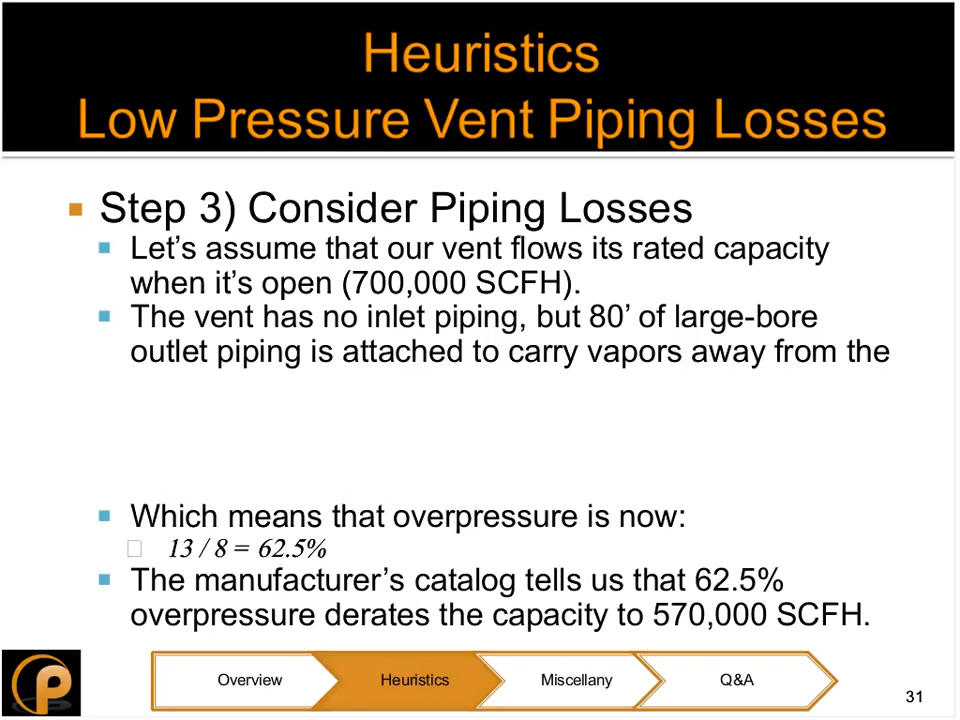 Heuristics
Low Pressure Vent Piping Losses
Step 3) Consider Piping Losses
Let's assume that our vent flows its rated capacity
when it's open (700,000 SCFH).
The vent has no inlet piping, but 80' of large-bore
outlet piping is attached to carry vapors away from the
Which means that overpressure is now:
13 / 8 = 62.5%
The manufacturer's catalog tells us that 62.5%
overpressure derates the capacity to 570,000 SCFH.
Overview
Heuristics
Miscellany
Q&A
31